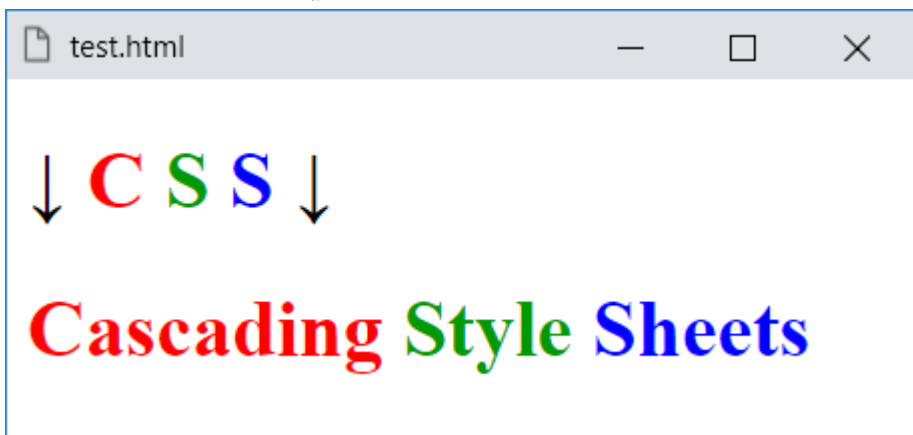 test.html
↓ C S S ↓
Cascading Style Sheets